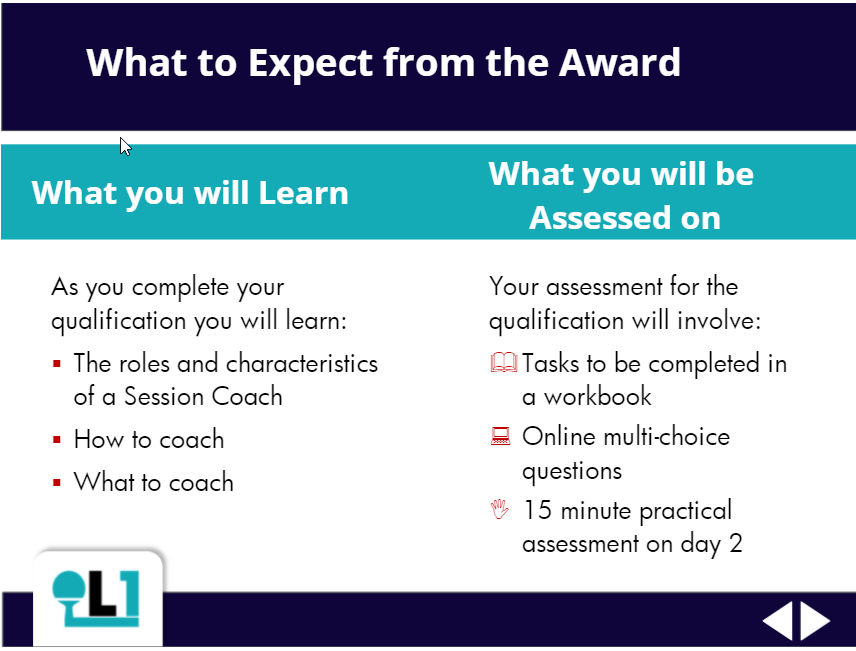 What to Expect from the Award
What you will Learn
What you will be
Assessed on
As you complete your
qualification you will learn:
The roles and characteristics
of a Session Coach
How to coach
What to coach
Your assessment for the
qualification will involve:
Tasks to be completed in
a workbook
Online multi-choice
questions
15 minute practical
assessment on day 2
L1